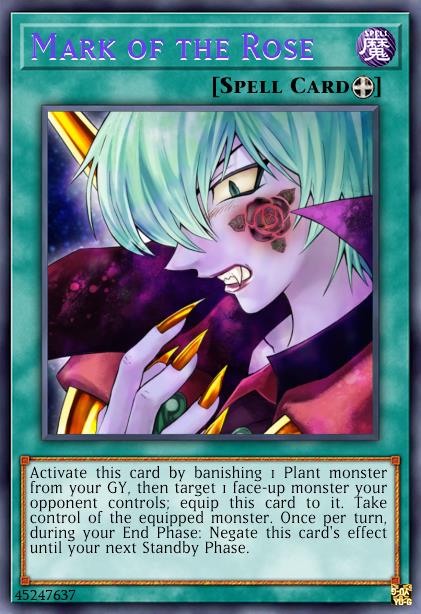 MARK OF THE ROSE
SPELL
魔
[SPELL CARD]
Activate this card by banishing 1 Plant monster
from your GY, then target 1 face-up monster your
opponent controls; equip this card to it. Take
control of the equipped monster. Once per turn,
during your End Phase: Negate this card's effect
until your next Standby Phase.
45247637